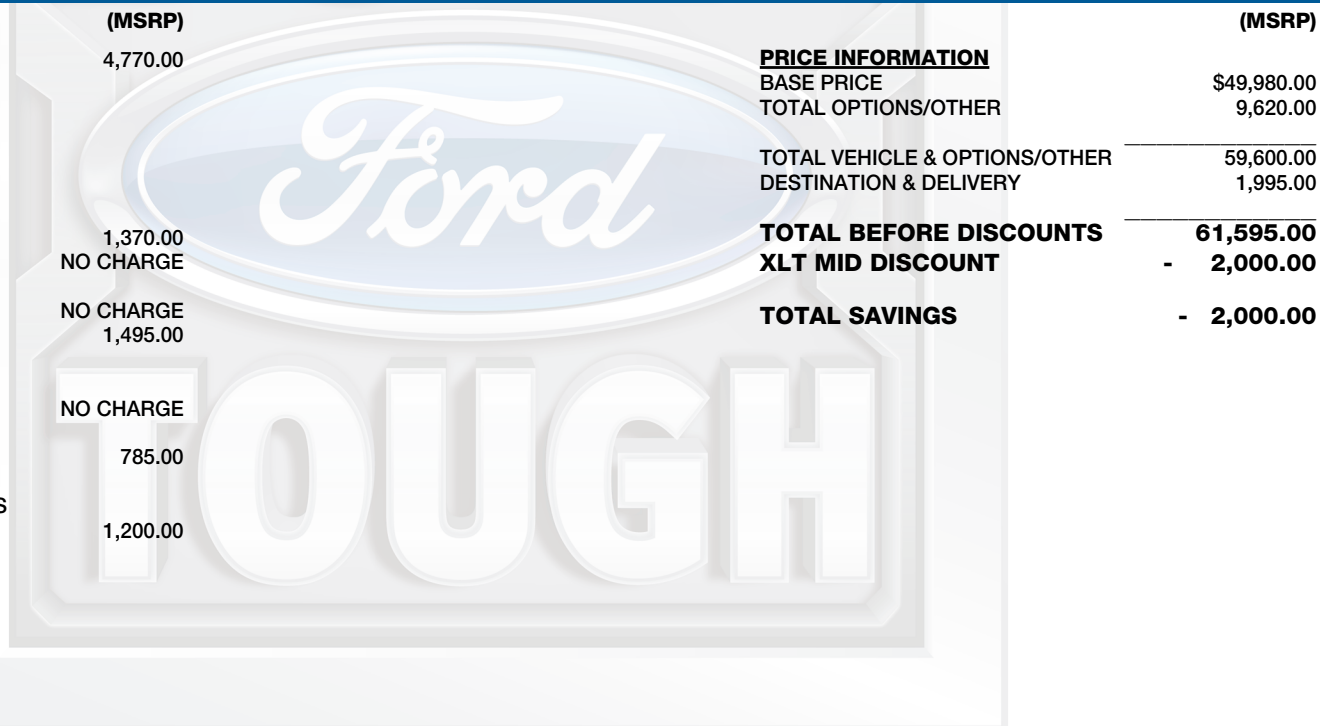 (MSRP)
4,770.00
1,370.00
NO CHARGE
NO CHARGE
1,495.00
NO CHARGE
785.00
S
1,200.00
Ford
TOUGH
(MSRP)
PRICE INFORMATION
BASE PRICE $49,980.00
TOTAL OPTIONS/OTHER 9,620.00
TOTAL VEHICLE & OPTIONS/OTHER 59,600.00
DESTINATION & DELIVERY 1,995.00
TOTAL BEFORE DISCOUNTS 61,595.00
XLT MID DISCOUNT - 2,000.00
TOTAL SAVINGS - 2,000.00